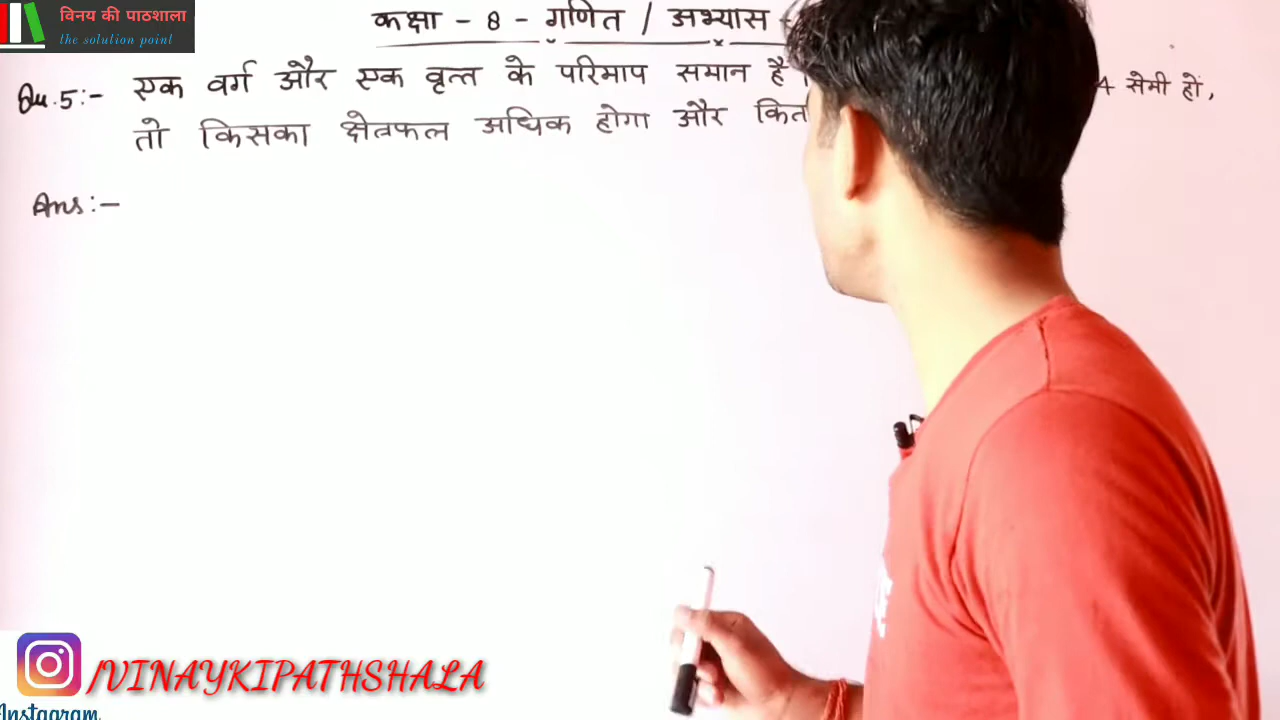 विनय की पाठशाला
the solution point
कक्षा - 8 - गणित / अभ्यास -
Qu.5:- एक वर्ग और एक वृत्त के परिमाप समान है । 4 सेमी हो,
तो किसका क्षेत्रफल अधिक होगा और
Ans:-
/VINAYKIPATHSHALA
Instagram